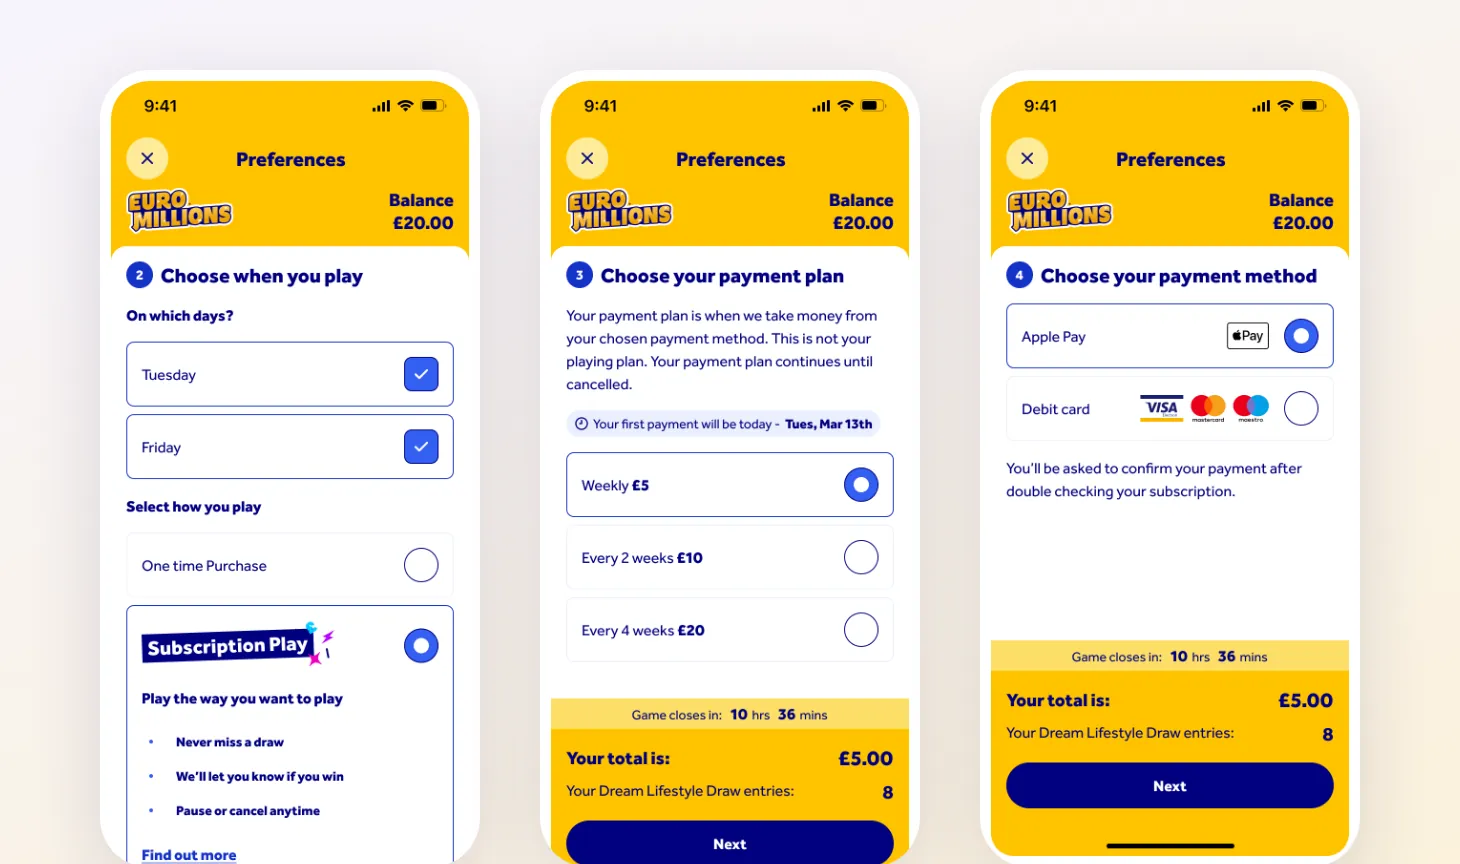 9:41
Preferences
EURO
MILLIONS
Balance
£20.00
2 Choose when you play
On which days?
Tuesday
Friday
Select how you play
One time Purchase
Subscription Play
Play the way you want to play
• Never miss a draw
• We'll let you know if you win
• Pause or cancel anytime
Find out more
9:41
Preferences
EURO
MILLIONS
Balance
£20.00
3 Choose your payment plan
Your payment plan is when we take money from
your chosen payment method. This is not your
playing plan. Your payment plan continues until
cancelled.
Your first payment will be today - Tues, Mar 13th
Weekly £5
Every 2 weeks £10
Every 4 weeks £20
Game closes in: 10 hrs 36 mins
Your total is: £5.00
Your Dream Lifestyle Draw entries: 8
Next
9:41
Preferences
EURO
MILLIONS
Balance
£20.00
4 Choose your payment method
Apple Pay Pay
Debit card VISA mastercard maestro
You'll be asked to confirm your payment after
double checking your subscription.
Game closes in: 10 hrs 36 mins
Your total is: £5.00
Your Dream Lifestyle Draw entries: 8
Next